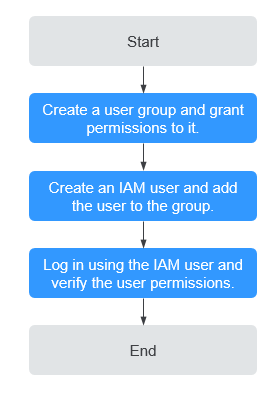 Start
Create a user group and grant
permissions to it.
Create an IAM user and add
the user to the group.
Log in using the IAM user and
verify the user permissions.
End